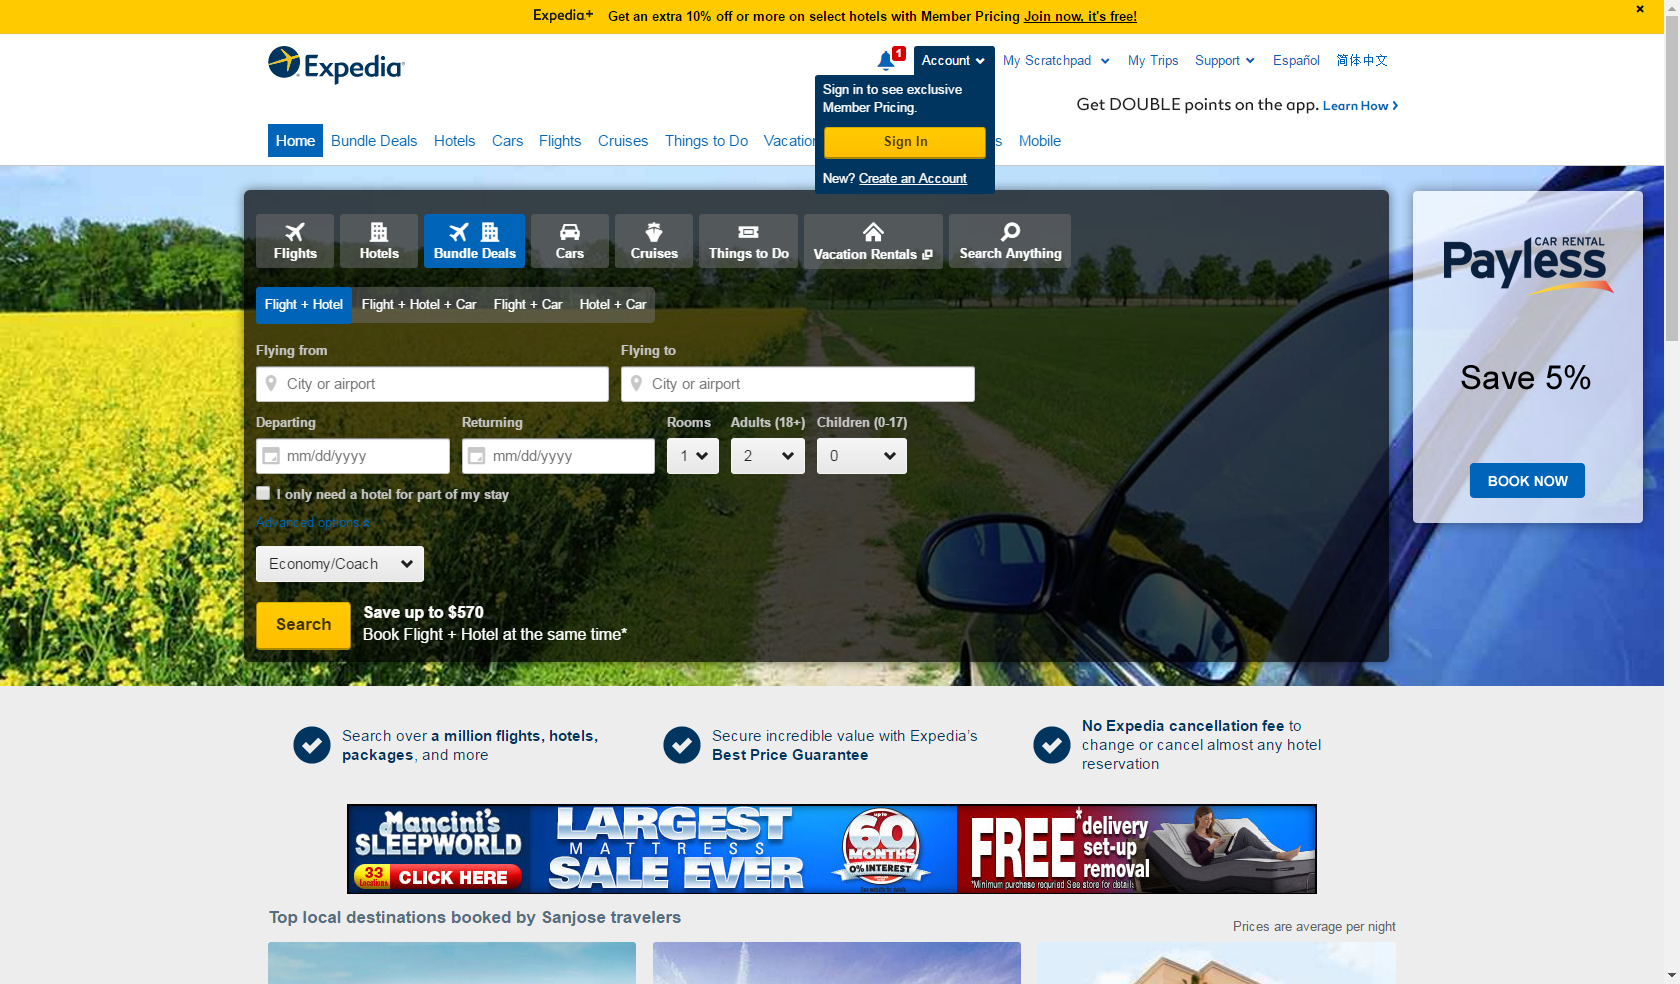 Expedia+ Get an extra 10% off or more on select hotels with Member Pricing Join now, it's free!
Expedia
1
Account
My Scratchpad
My Trips
Support
Español
简体中文
Sign in to see exclusive
Member Pricing.
Sign In
New? Create an Account
Get DOUBLE points on the app. Learn How
Home
Bundle Deals
Hotels
Cars
Flights
Cruises
Things to Do
Mobile
Flights
Hotels
Bundle Deals
Cars
Cruises
Things to Do
Vacation Rentals
Search Anything
Flight + Hotel
Flight + Hotel + Car
Flight + Car
Hotel + Car
Flying from
Flying to
City or airport
City or airport
Departing
Returning
Rooms
Adults (18+)
Children (0-17)
mm/dd/yyyy
mm/dd/yyyy
1
2
0
I only need a hotel for part of my stay
Advanced options
Economy/Coach
Search
Save up to $570
Book Flight + Hotel at the same time*
CAR RENTAL
Payless
Save 5%
BOOK NOW
Search over a million flights, hotels,
packages, and more
Secure incredible value with Expedia's
Best Price Guarantee
No Expedia cancellation fee to
change or cancel almost any hotel
reservation
Mancini's
SLEEPWORLD
33
Locations
CLICK HERE
LARGEST
MATTRESS
SALE EVER
up to
60
MONTHS
0% INTEREST
See website for details
FREE*
delivery
set-up
removal
*Minimum purchase requried See store for details
Top local destinations booked by Sanjose travelers
Prices are average per night